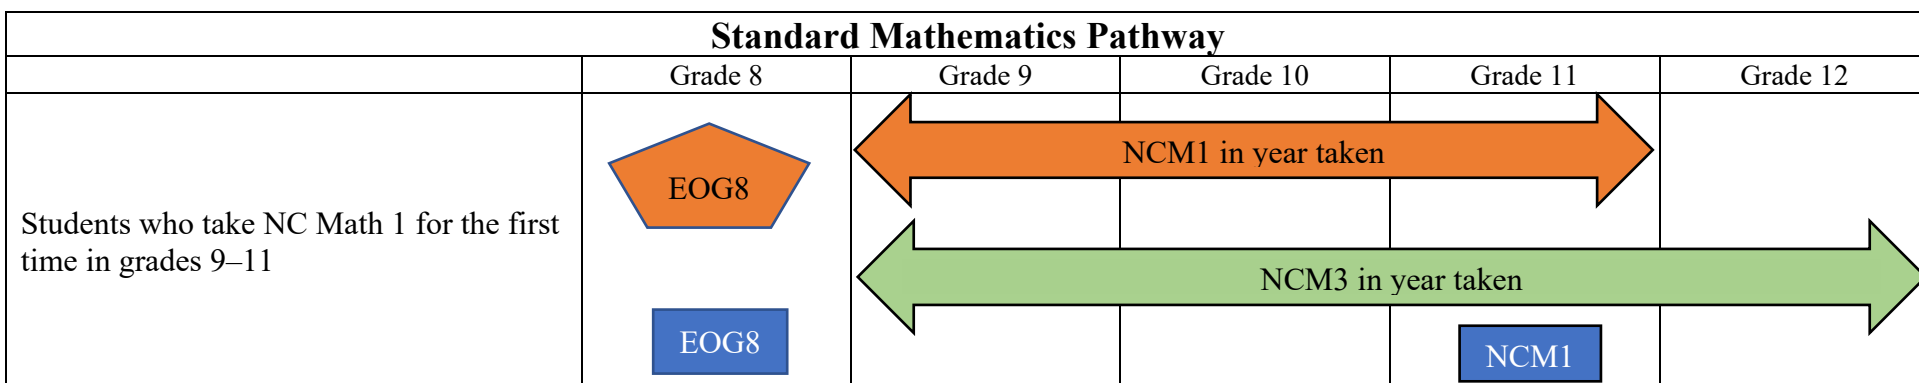 Standard Mathematics Pathway
Grade 8 Grade 9 Grade 10 Grade 11 Grade 12
Students who take NC Math 1 for the first
time in grades 9–11
EOG8
NCM1 in year taken
NCM3 in year taken
EOG8
NCM1